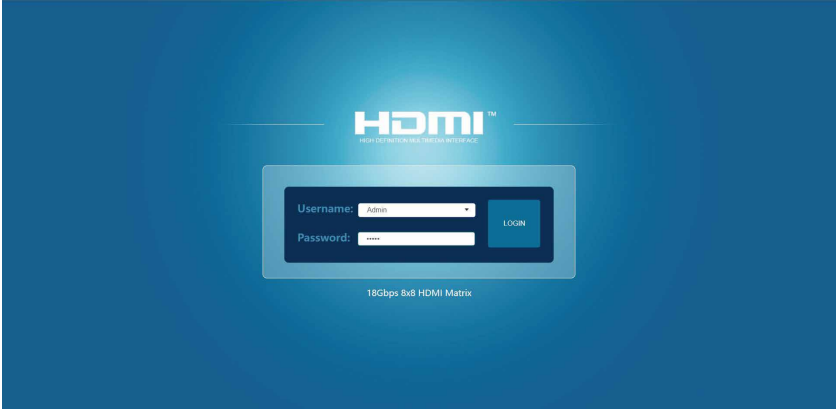 HDMI™
HIGH DEFINITION MULTIMEDIA INTERFACE
Username: Admin
Password: •••••
LOGIN
18Gbps 8x8 HDMI Matrix